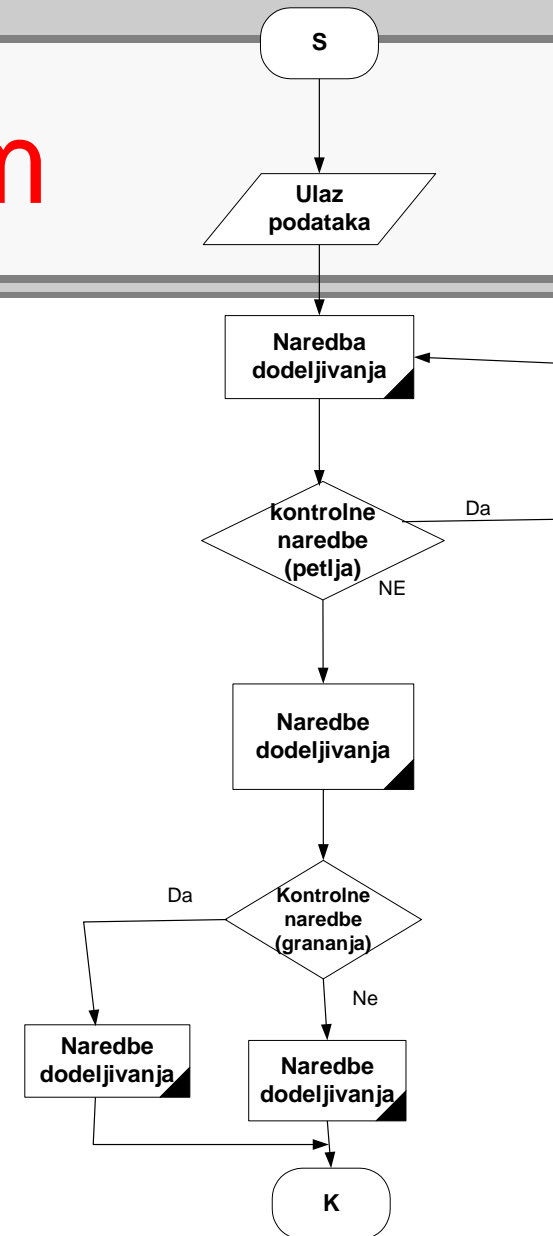 S
m
Ulaz
podataka
Naredba
dodeljivanja
kontrolne
naredbe
(petlja)
Da
NE
Naredbe
dodeljivanja
Da
Kontrolne
naredbe
(grananja)
Ne
Naredbe
dodeljivanja
Naredbe
dodeljivanja
K